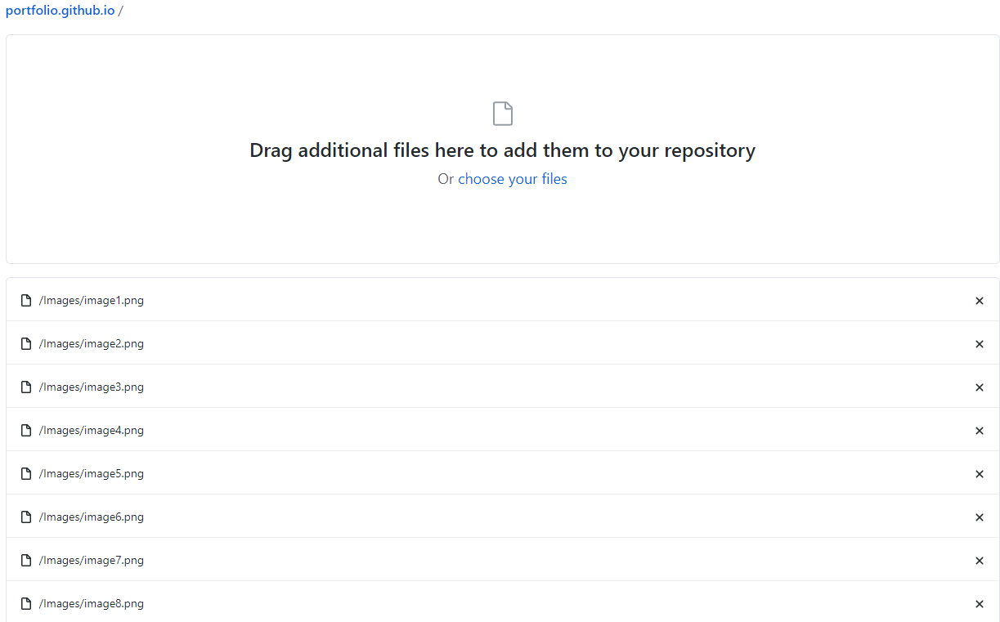 portfolio.github.io /
Drag additional files here to add them to your repository
Or choose your files
/Images/image1.png
/Images/image2.png
/Images/image3.png
/Images/image4.png
/Images/image5.png
/Images/image6.png
/Images/image7.png
/Images/image8.png